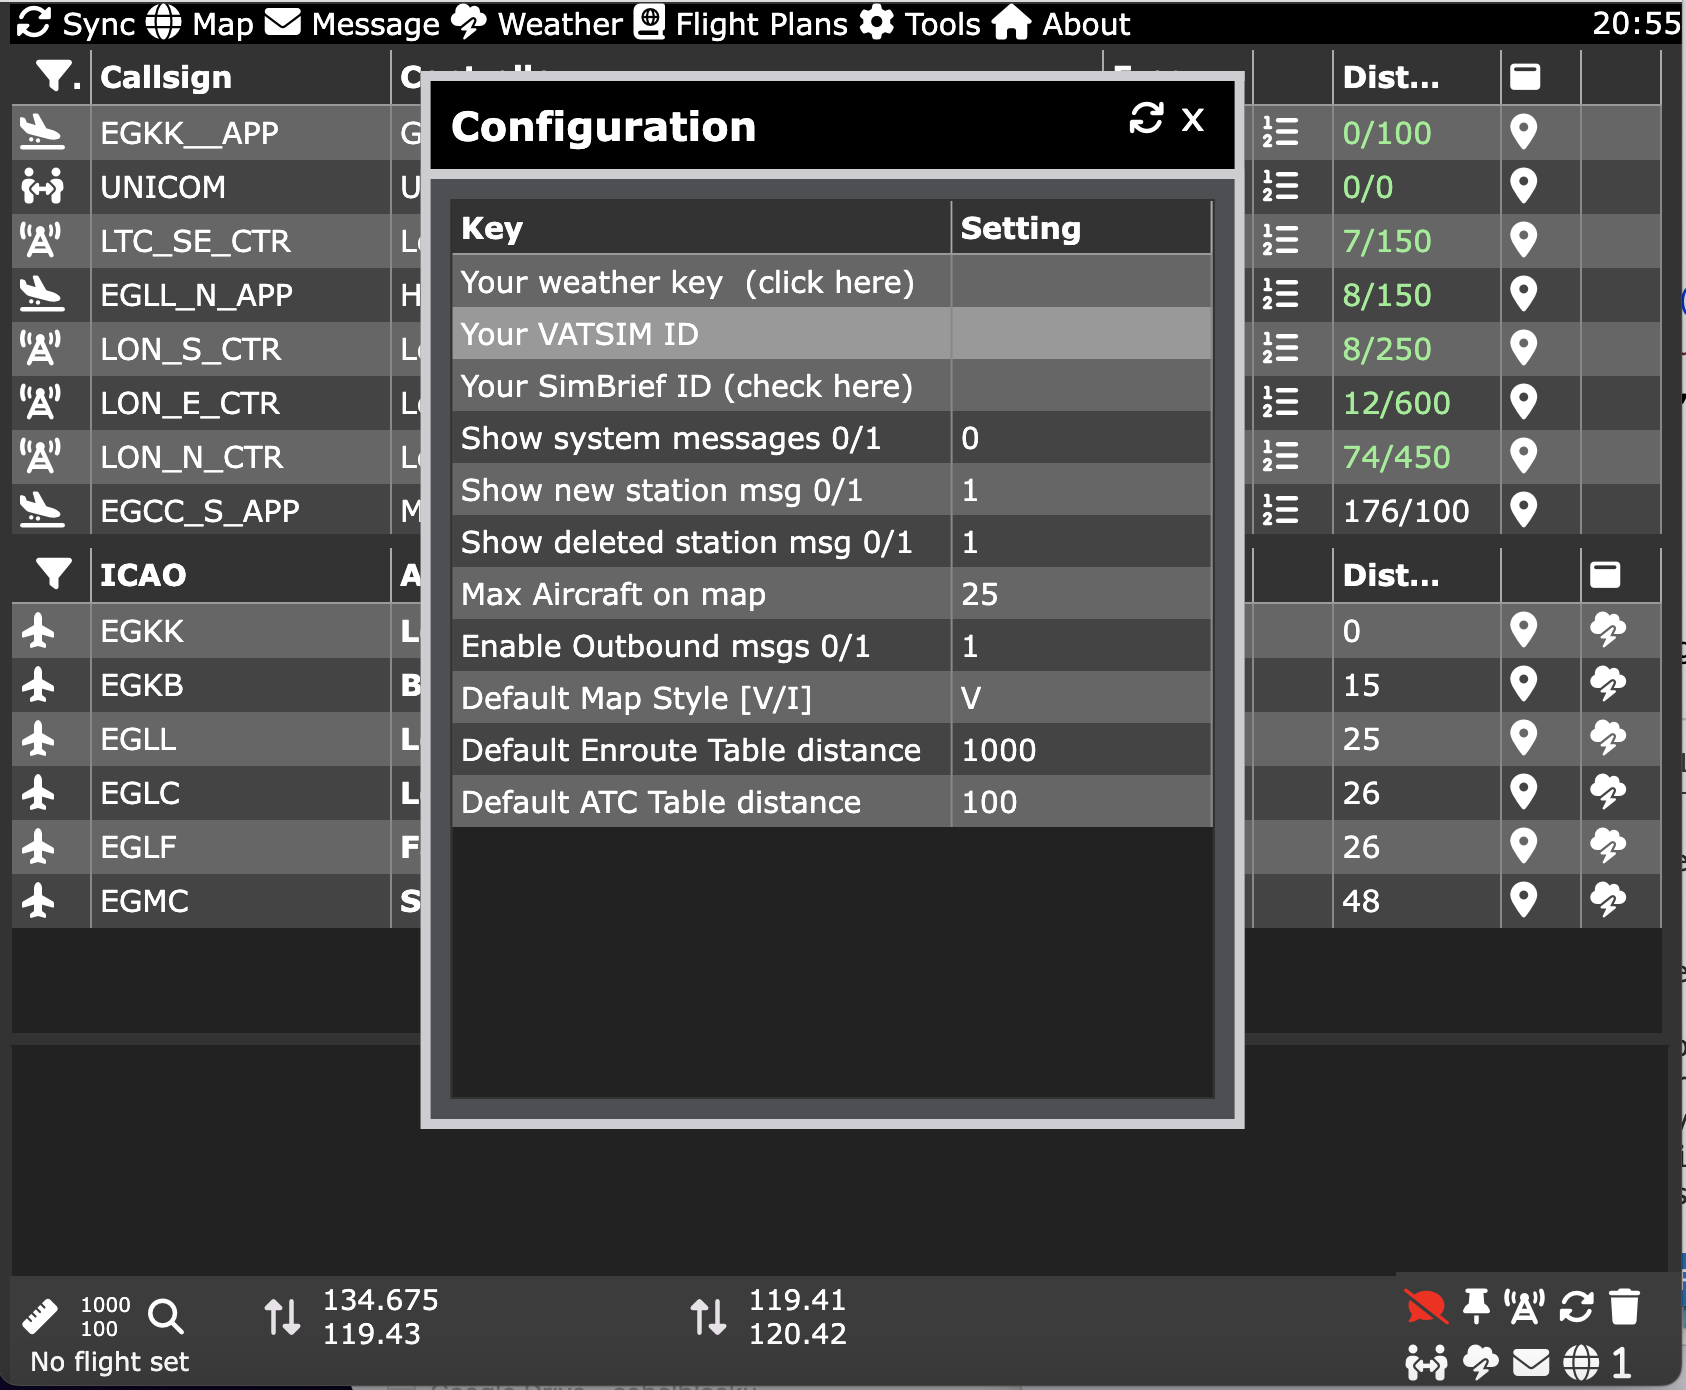 Sync Map Message Weather Flight Plans Tools About 20:55
Callsign Dist...
EGKK__APP 0/100
UNICOM 0/0
LTC_SE_CTR 7/150
EGLL_N_APP 8/150
LON_S_CTR 8/250
LON_E_CTR 12/600
LON_N_CTR 74/450
EGCC_S_APP 176/100
ICAO Dist...
EGKK 0
EGKB 15
EGLL 25
EGLC 26
EGLF 26
EGMC 48
Configuration X
Key Setting
Your weather key (click here)
Your VATSIM ID
Your SimBrief ID (check here)
Show system messages 0/1 0
Show new station msg 0/1 1
Show deleted station msg 0/1 1
Max Aircraft on map 25
Enable Outbound msgs 0/1 1
Default Map Style [V/I] V
Default Enroute Table distance 1000
Default ATC Table distance 100
1000 134.675 119.41
100 119.43 120.42
No flight set 1